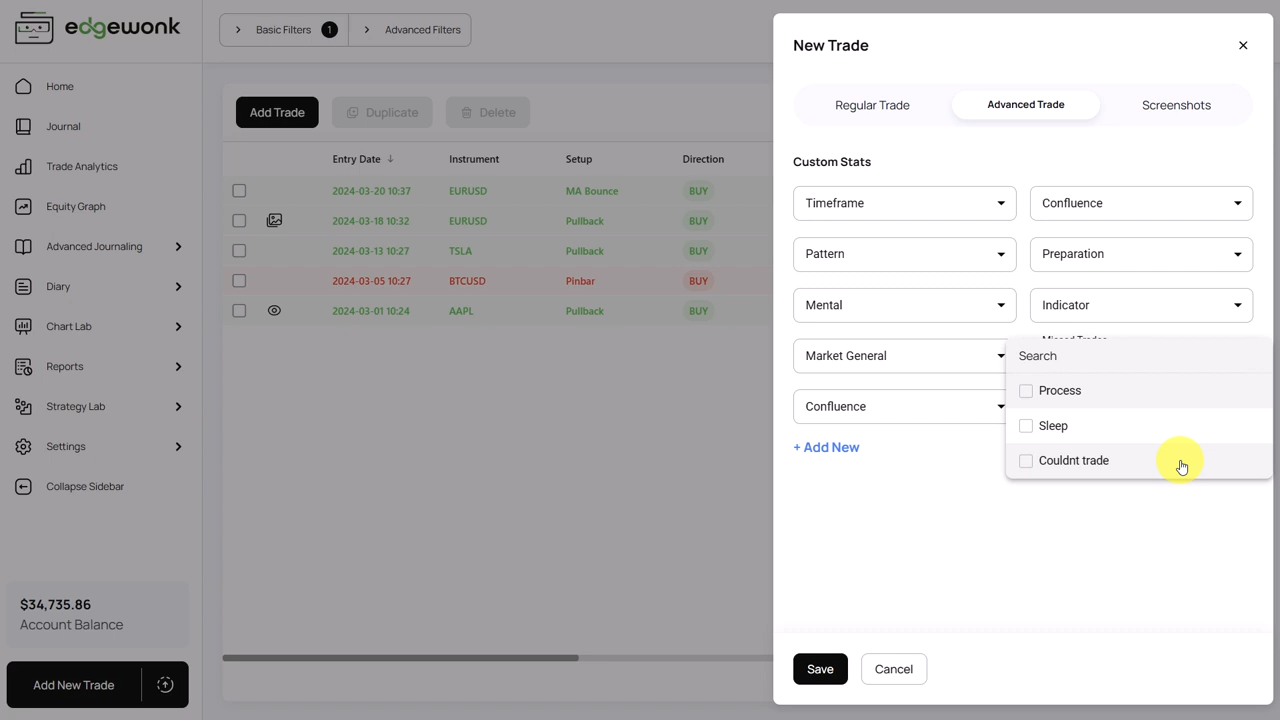 edgewonk
Basic Filters 1
Advanced Filters
New Trade
Home
Journal
Trade Analytics
Equity Graph
Advanced Journaling
Diary
Chart Lab
Reports
Strategy Lab
Settings
Collapse Sidebar
$34,735.86
Account Balance
Add New Trade
Add Trade
Duplicate
Delete
Entry Date Instrument Setup Direction
2024-03-20 10:37 EURUSD MA Bounce BUY
2024-03-18 10:32 EURUSD Pullback BUY
2024-03-13 10:27 TSLA Pullback BUY
2024-03-05 10:27 BTCUSD Pinbar BUY
2024-03-01 10:24 AAPL Pullback BUY
Regular Trade Advanced Trade Screenshots
Custom Stats
Timeframe Confluence
Pattern Preparation
Mental Indicator
Missed Trades
Market General
Confluence
+ Add New
Search
Process
Sleep
Couldnt trade
Save Cancel